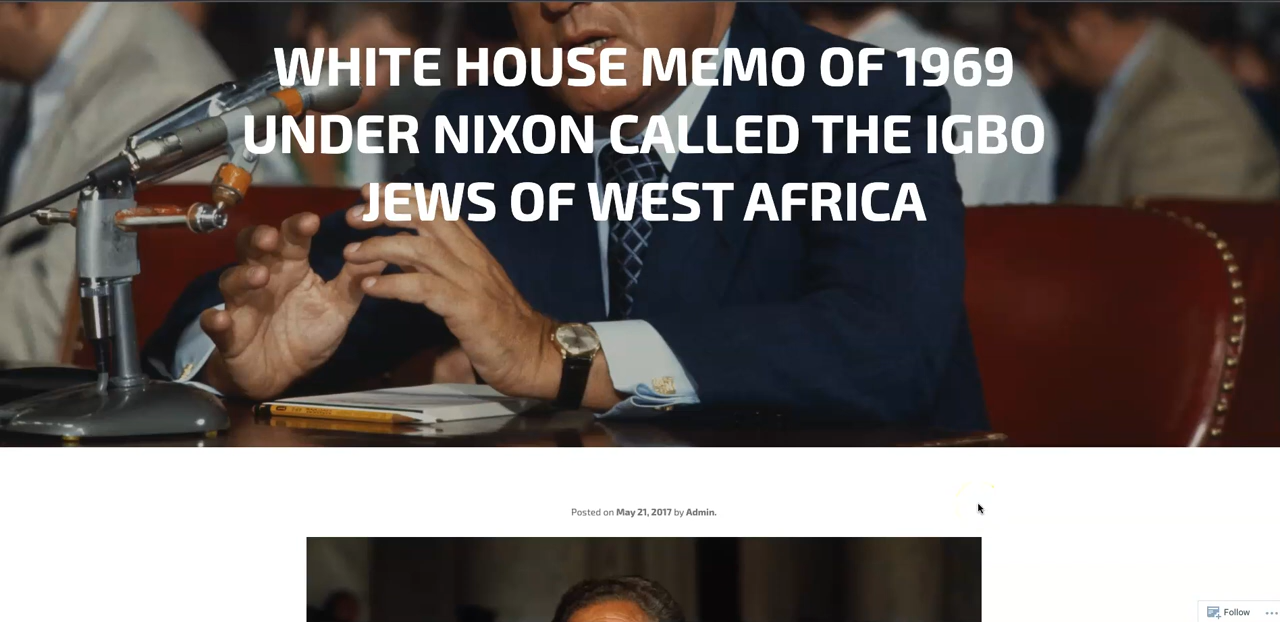 WHITE HOUSE MEMO OF 1969
UNDER NIXON CALLED THE IGBO
JEWS OF WEST AFRICA
Posted on May 21, 2017 by Admin.
Follow